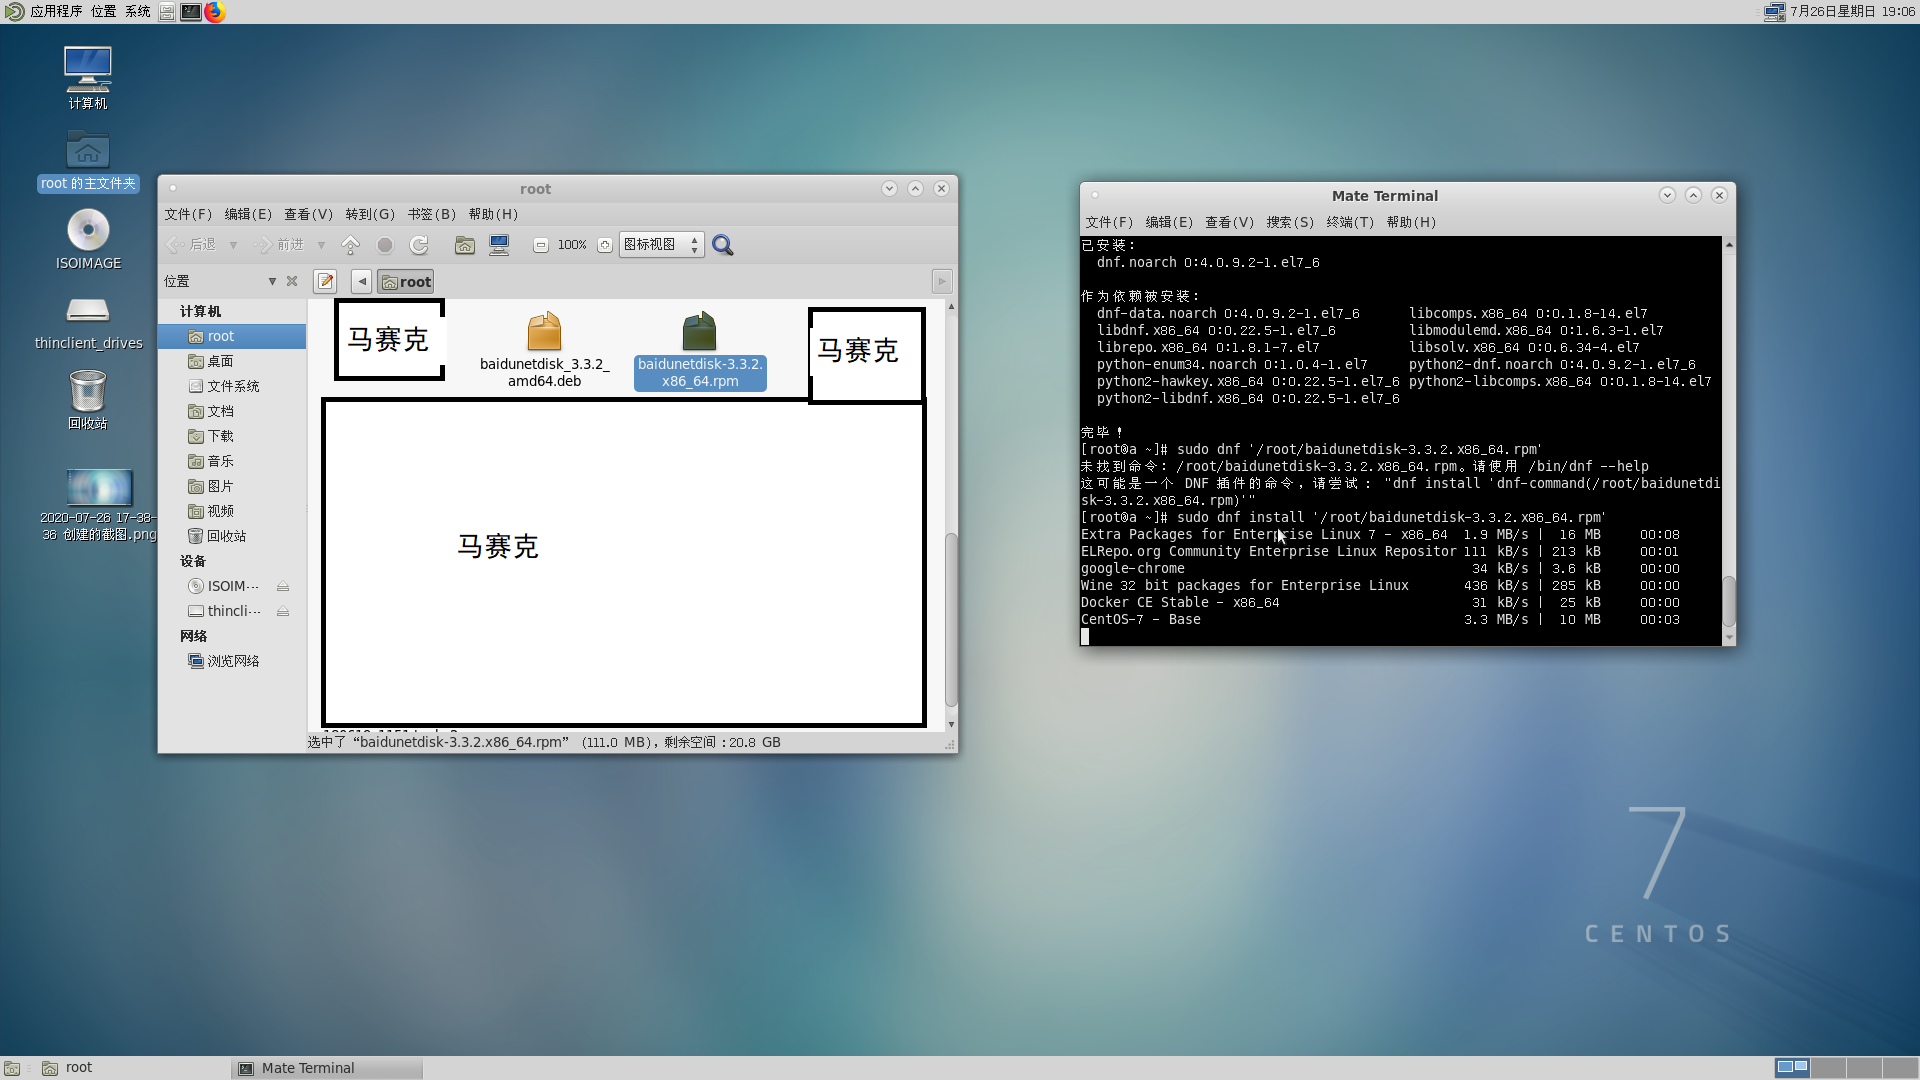 应用程序 位置 系统
7月26日星期日 19:06
计算机
root 的主文件夹
ISOIMAGE
thinclient_drives
回收站
2020-07-26 17-38-
36 创建的截图.png
root
文件(F) 编辑(E) 查看(V) 转到(G) 书签(B) 帮助(H)
后退 前进 100% 图标视图
位置
root
计算机
root
桌面
文件系统
文档
下载
音乐
图片
视频
回收站
设备
ISOIM···
thincli···
网络
浏览网络
马赛克
baidunetdisk_3.3.2_
amd64.deb
baidunetdisk-3.3.2.
x86_64.rpm
马赛克
马赛克
选中了 “baidunetdisk-3.3.2.x86_64.rpm” (111.0 MB)，剩余空间：20.8 GB
Mate Terminal
文件(F) 编辑(E) 查看(V) 搜索(S) 终端(T) 帮助(H)
已安装:
dnf.noarch 0:4.0.9.2-1.el7_6
作为依赖被安装:
dnf-data.noarch 0:4.0.9.2-1.el7_6 libcomps.x86_64 0:0.1.8-14.el7
libdnf.x86_64 0:0.22.5-1.el7_6 libmodulemd.x86_64 0:1.6.3-1.el7
librepo.x86_64 0:1.8.1-7.el7 libsolv.x86_64 0:0.6.34-4.el7
python-enum34.noarch 0:1.0.4-1.el7 python2-dnf.noarch 0:4.0.9.2-1.el7_6
python2-hawkey.x86_64 0:0.22.5-1.el7_6 python2-libcomps.x86_64 0:0.1.8-14.el7
python2-libdnf.x86_64 0:0.22.5-1.el7_6
完毕！
[root@a ~]# sudo dnf '/root/baidunetdisk-3.3.2.x86_64.rpm'
未找到命令: /root/baidunetdisk-3.3.2.x86_64.rpm。请使用 /bin/dnf --help
这可能是一个 DNF 插件的命令，请尝试： "dnf install 'dnf-command(/root/baidunetdi
sk-3.3.2.x86_64.rpm)'"
[root@a ~]# sudo dnf install '/root/baidunetdisk-3.3.2.x86_64.rpm'
Extra Packages for Enterprise Linux 7 - x86_64 1.9 MB/s | 16 MB 00:08
ELRepo.org Community Enterprise Linux Repositor 111 kB/s | 213 kB 00:01
google-chrome 34 kB/s | 3.6 kB 00:00
Wine 32 bit packages for Enterprise Linux 436 kB/s | 285 kB 00:00
Docker CE Stable - x86_64 31 kB/s | 25 kB 00:00
CentOS-7 - Base 3.3 MB/s | 10 MB 00:03
7
CENTOS
root
Mate Terminal